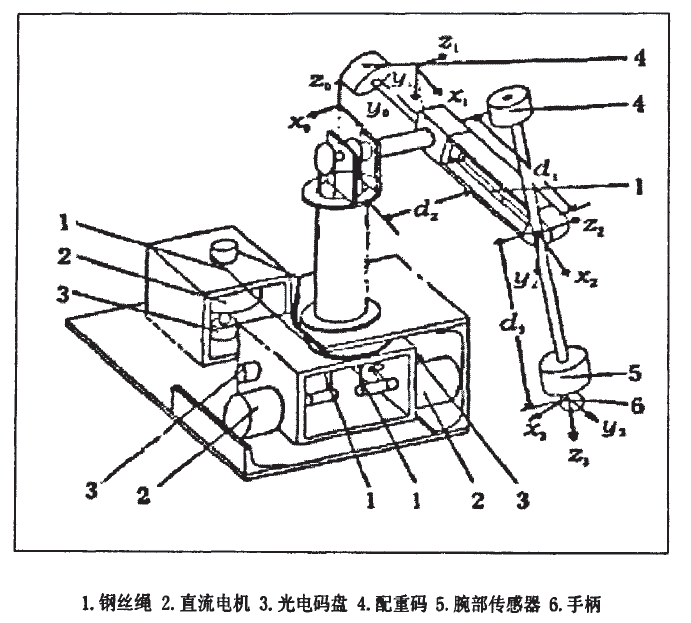 z₁
4
z₀
y₁
x₁
4
y₀
x₀
d₁
1
d₂
1
z₂
2
y₂
x₂
3
d₃
5
6
x₃
y₃
z₃
3
2
1
1
2
3
1.钢丝绳 2.直流电机 3.光电码盘 4.配重码 5.腕部传感器 6.手柄